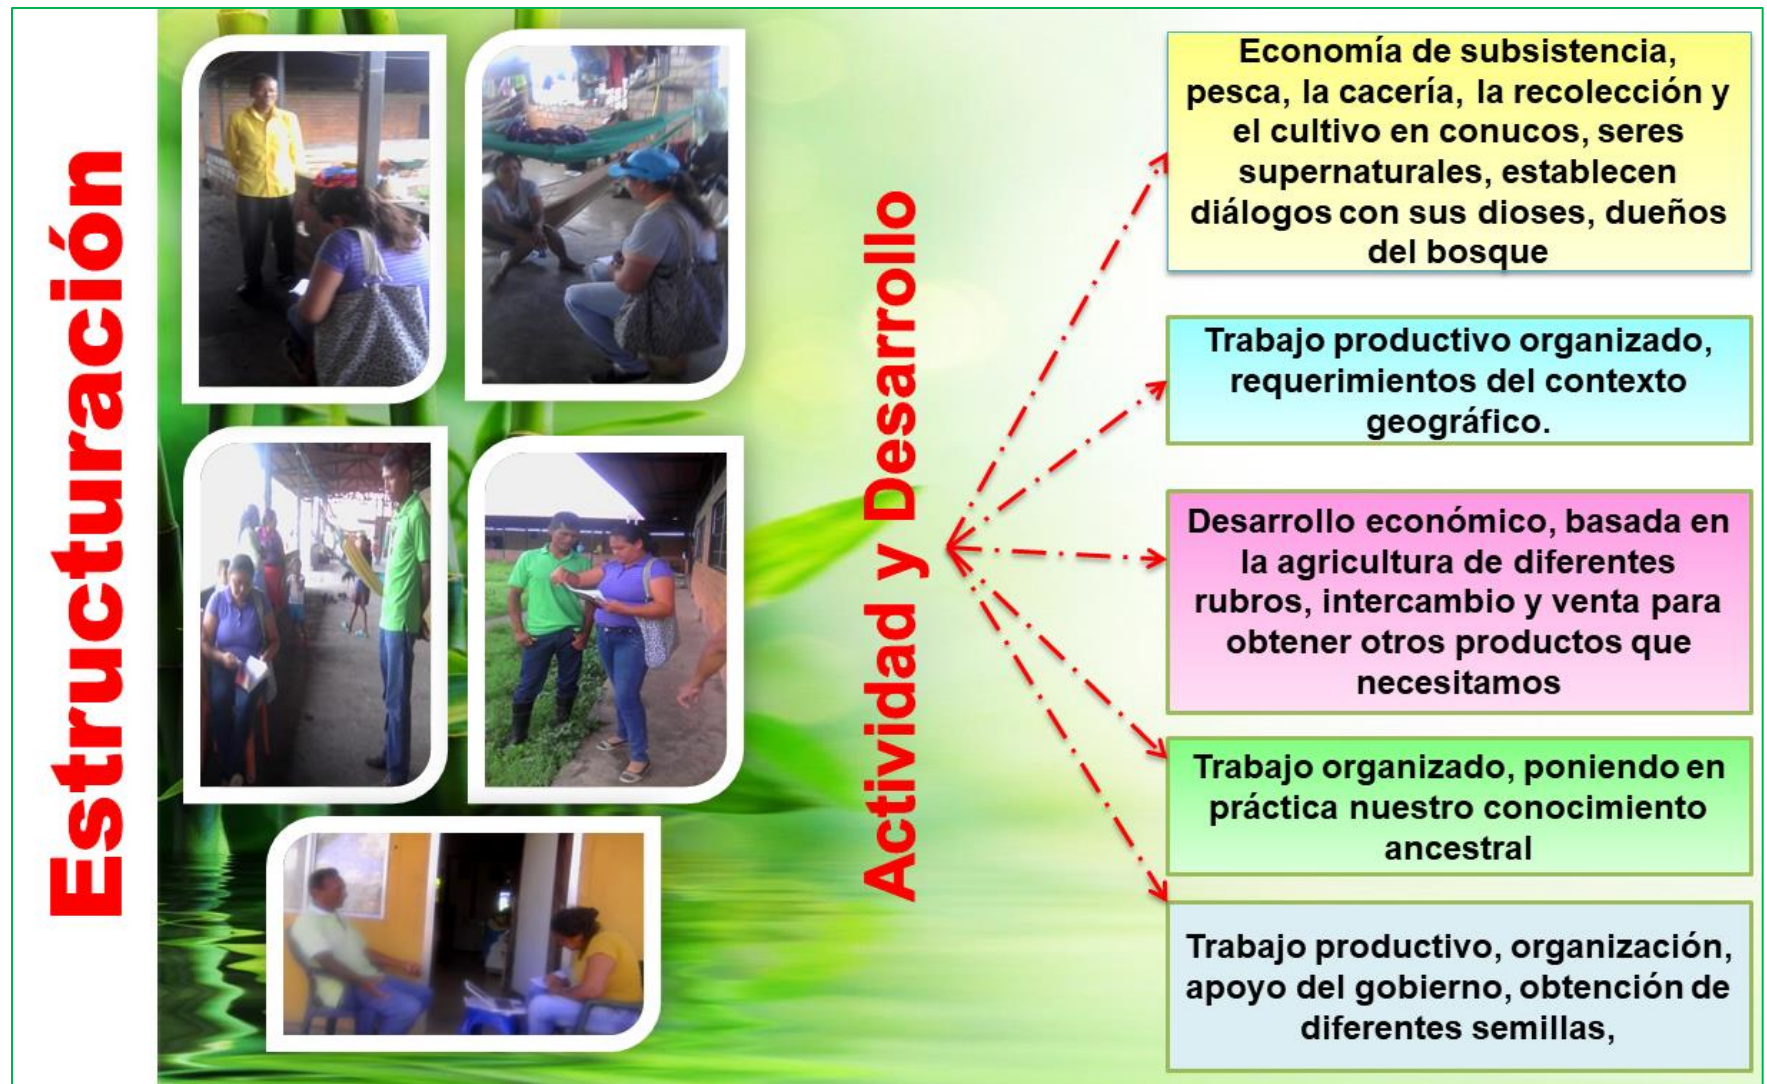 Estructuración
Actividad y Desarrollo
Economía de subsistencia,
pesca, la cacería, la recolección y
el cultivo en conucos, seres
supernaturales, establecen
diálogos con sus dioses, dueños
del bosque
Trabajo productivo organizado,
requerimientos del contexto
geográfico.
Desarrollo económico, basada en
la agricultura de diferentes
rubros, intercambio y venta para
obtener otros productos que
necesitamos
Trabajo organizado, poniendo en
práctica nuestro conocimiento
ancestral
Trabajo productivo, organización,
apoyo del gobierno, obtención de
diferentes semillas,